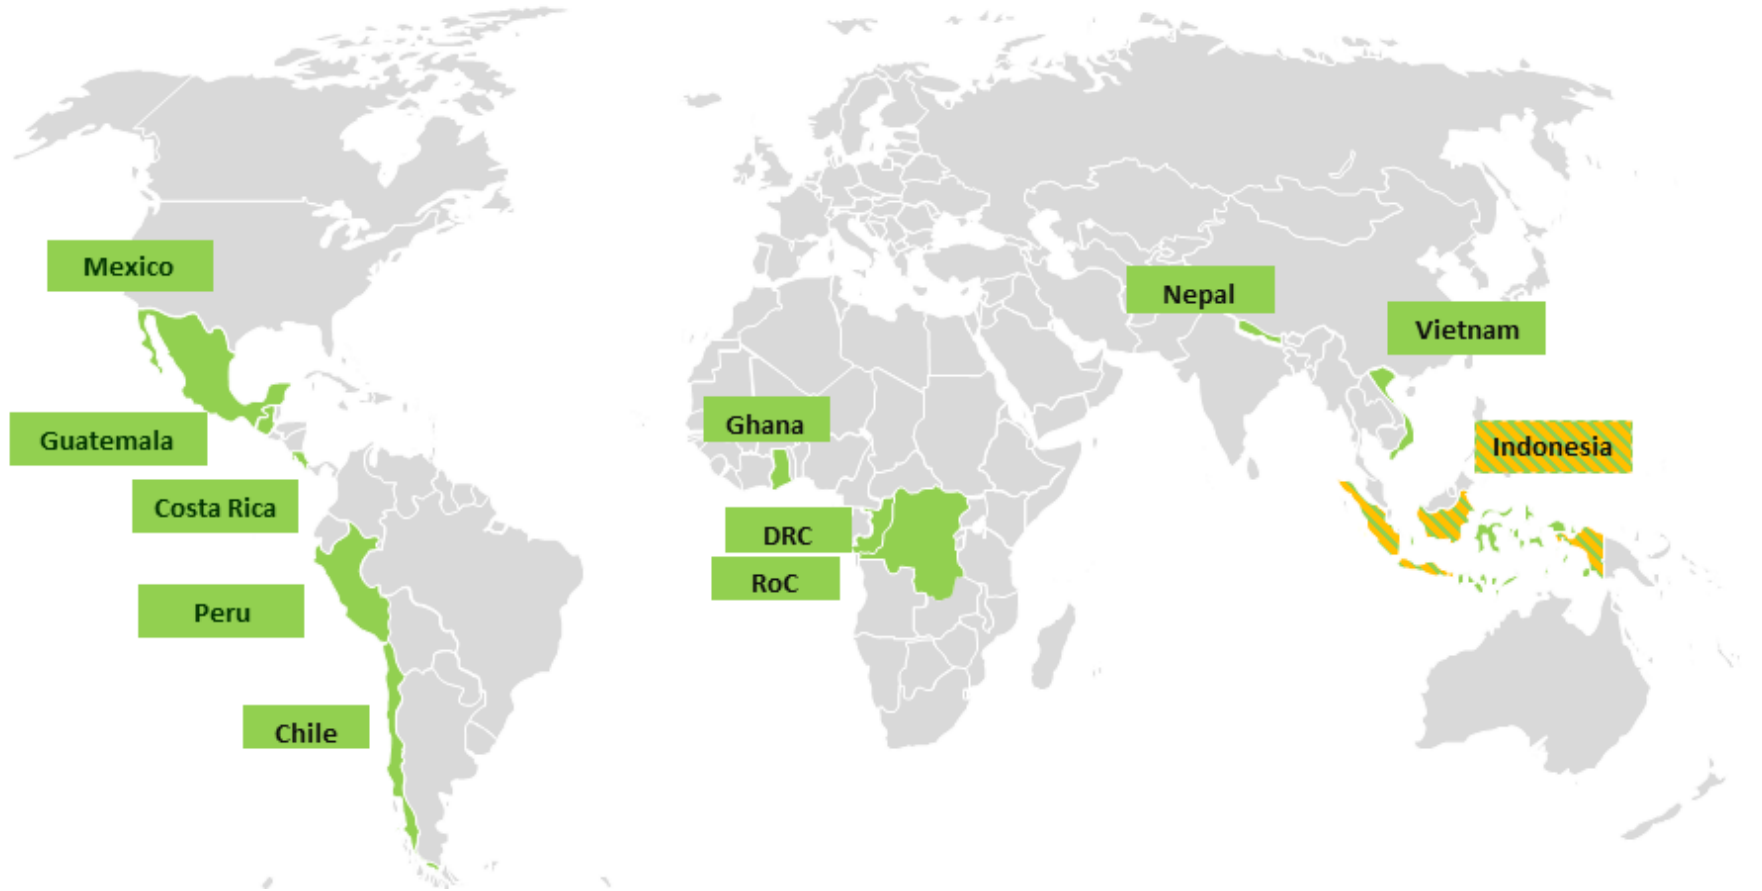 Mexico
Guatemala
Costa Rica
Peru
Chile
Ghana
DRC
RoC
Nepal
Vietnam
Indonesia